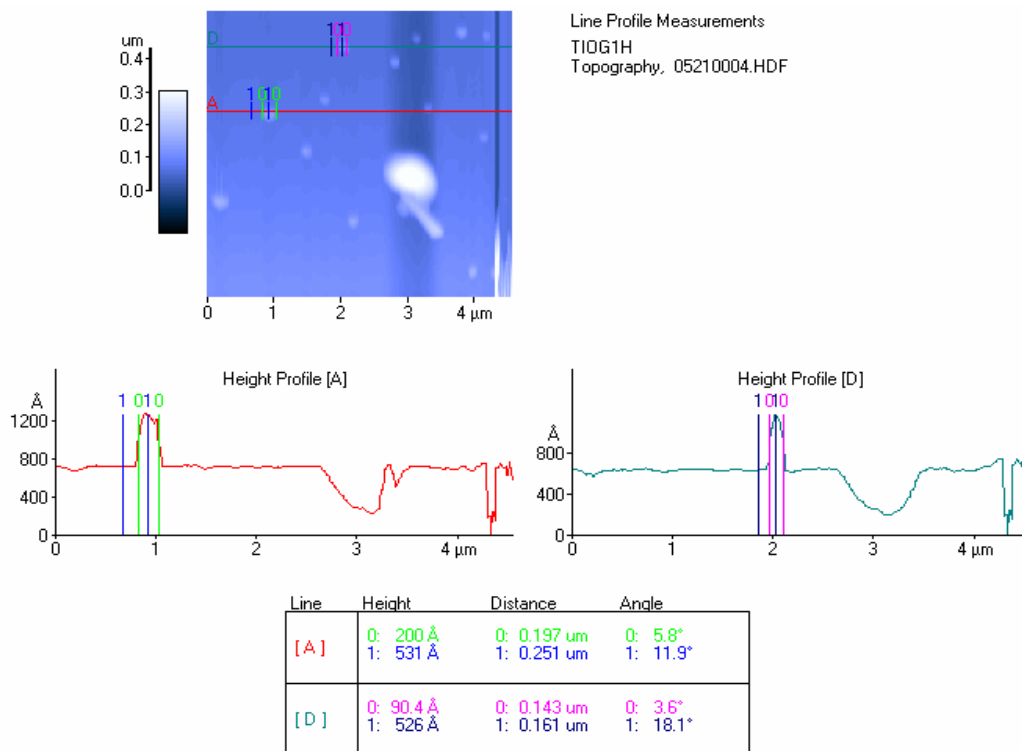 Line Profile Measurements
TIOG1H
Topography, 05210004.HDF
um
0.4
0.3
0.2
0.1
0.0
D
1 1 0 0
A
1 0 1 0
0 1 2 3 4 µm
Height Profile [A]
Å
1 0 1 0
1200
800
400
0
0 1 2 3 4 µm
Height Profile [D]
Å
1 0 1 0
800
400
0
0 1 2 3 4 µm
Line Height Distance Angle
[ A ]
0: 200 Å 0: 0.197 um 0: 5.8°
1: 531 Å 1: 0.251 um 1: 11.9°
[ D ]
0: 90.4 Å 0: 0.143 um 0: 3.6°
1: 526 Å 1: 0.161 um 1: 18.1°